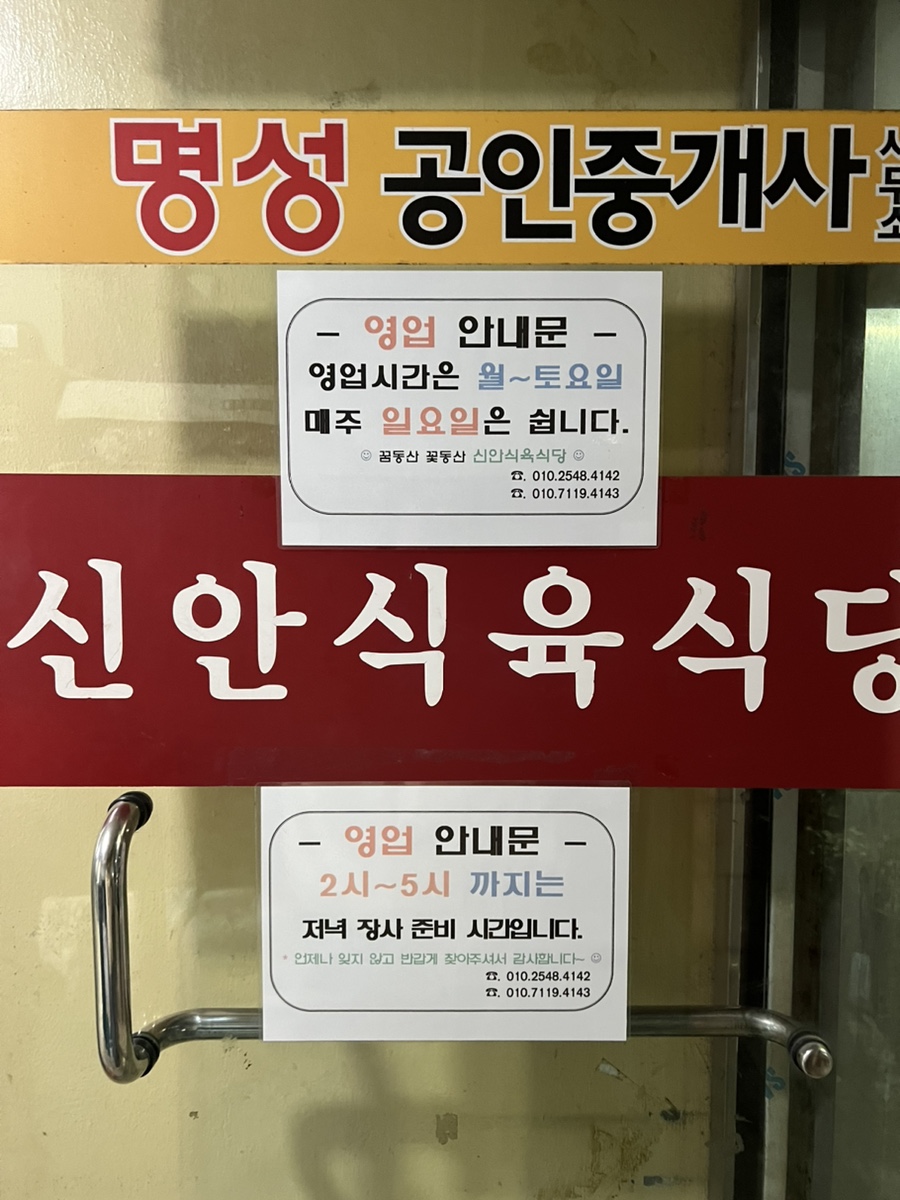 명성 공인중개사 사무소
– 영업 안내문 –
영업시간은 월~토요일
매주 일요일은 쉽니다.
☺ 꿈동산 꽃동산 신안식육식당 ☺
☎. 010.2548.4142
☎. 010.7119.4143
신안식육식당
– 영업 안내문 –
2시~5시 까지는
저녁 장사 준비 시간입니다.
* 언제나 잊지 않고 반갑게 찾아주셔서 감사합니다~ ☺
☎. 010.2548.4142
☎. 010.7119.4143